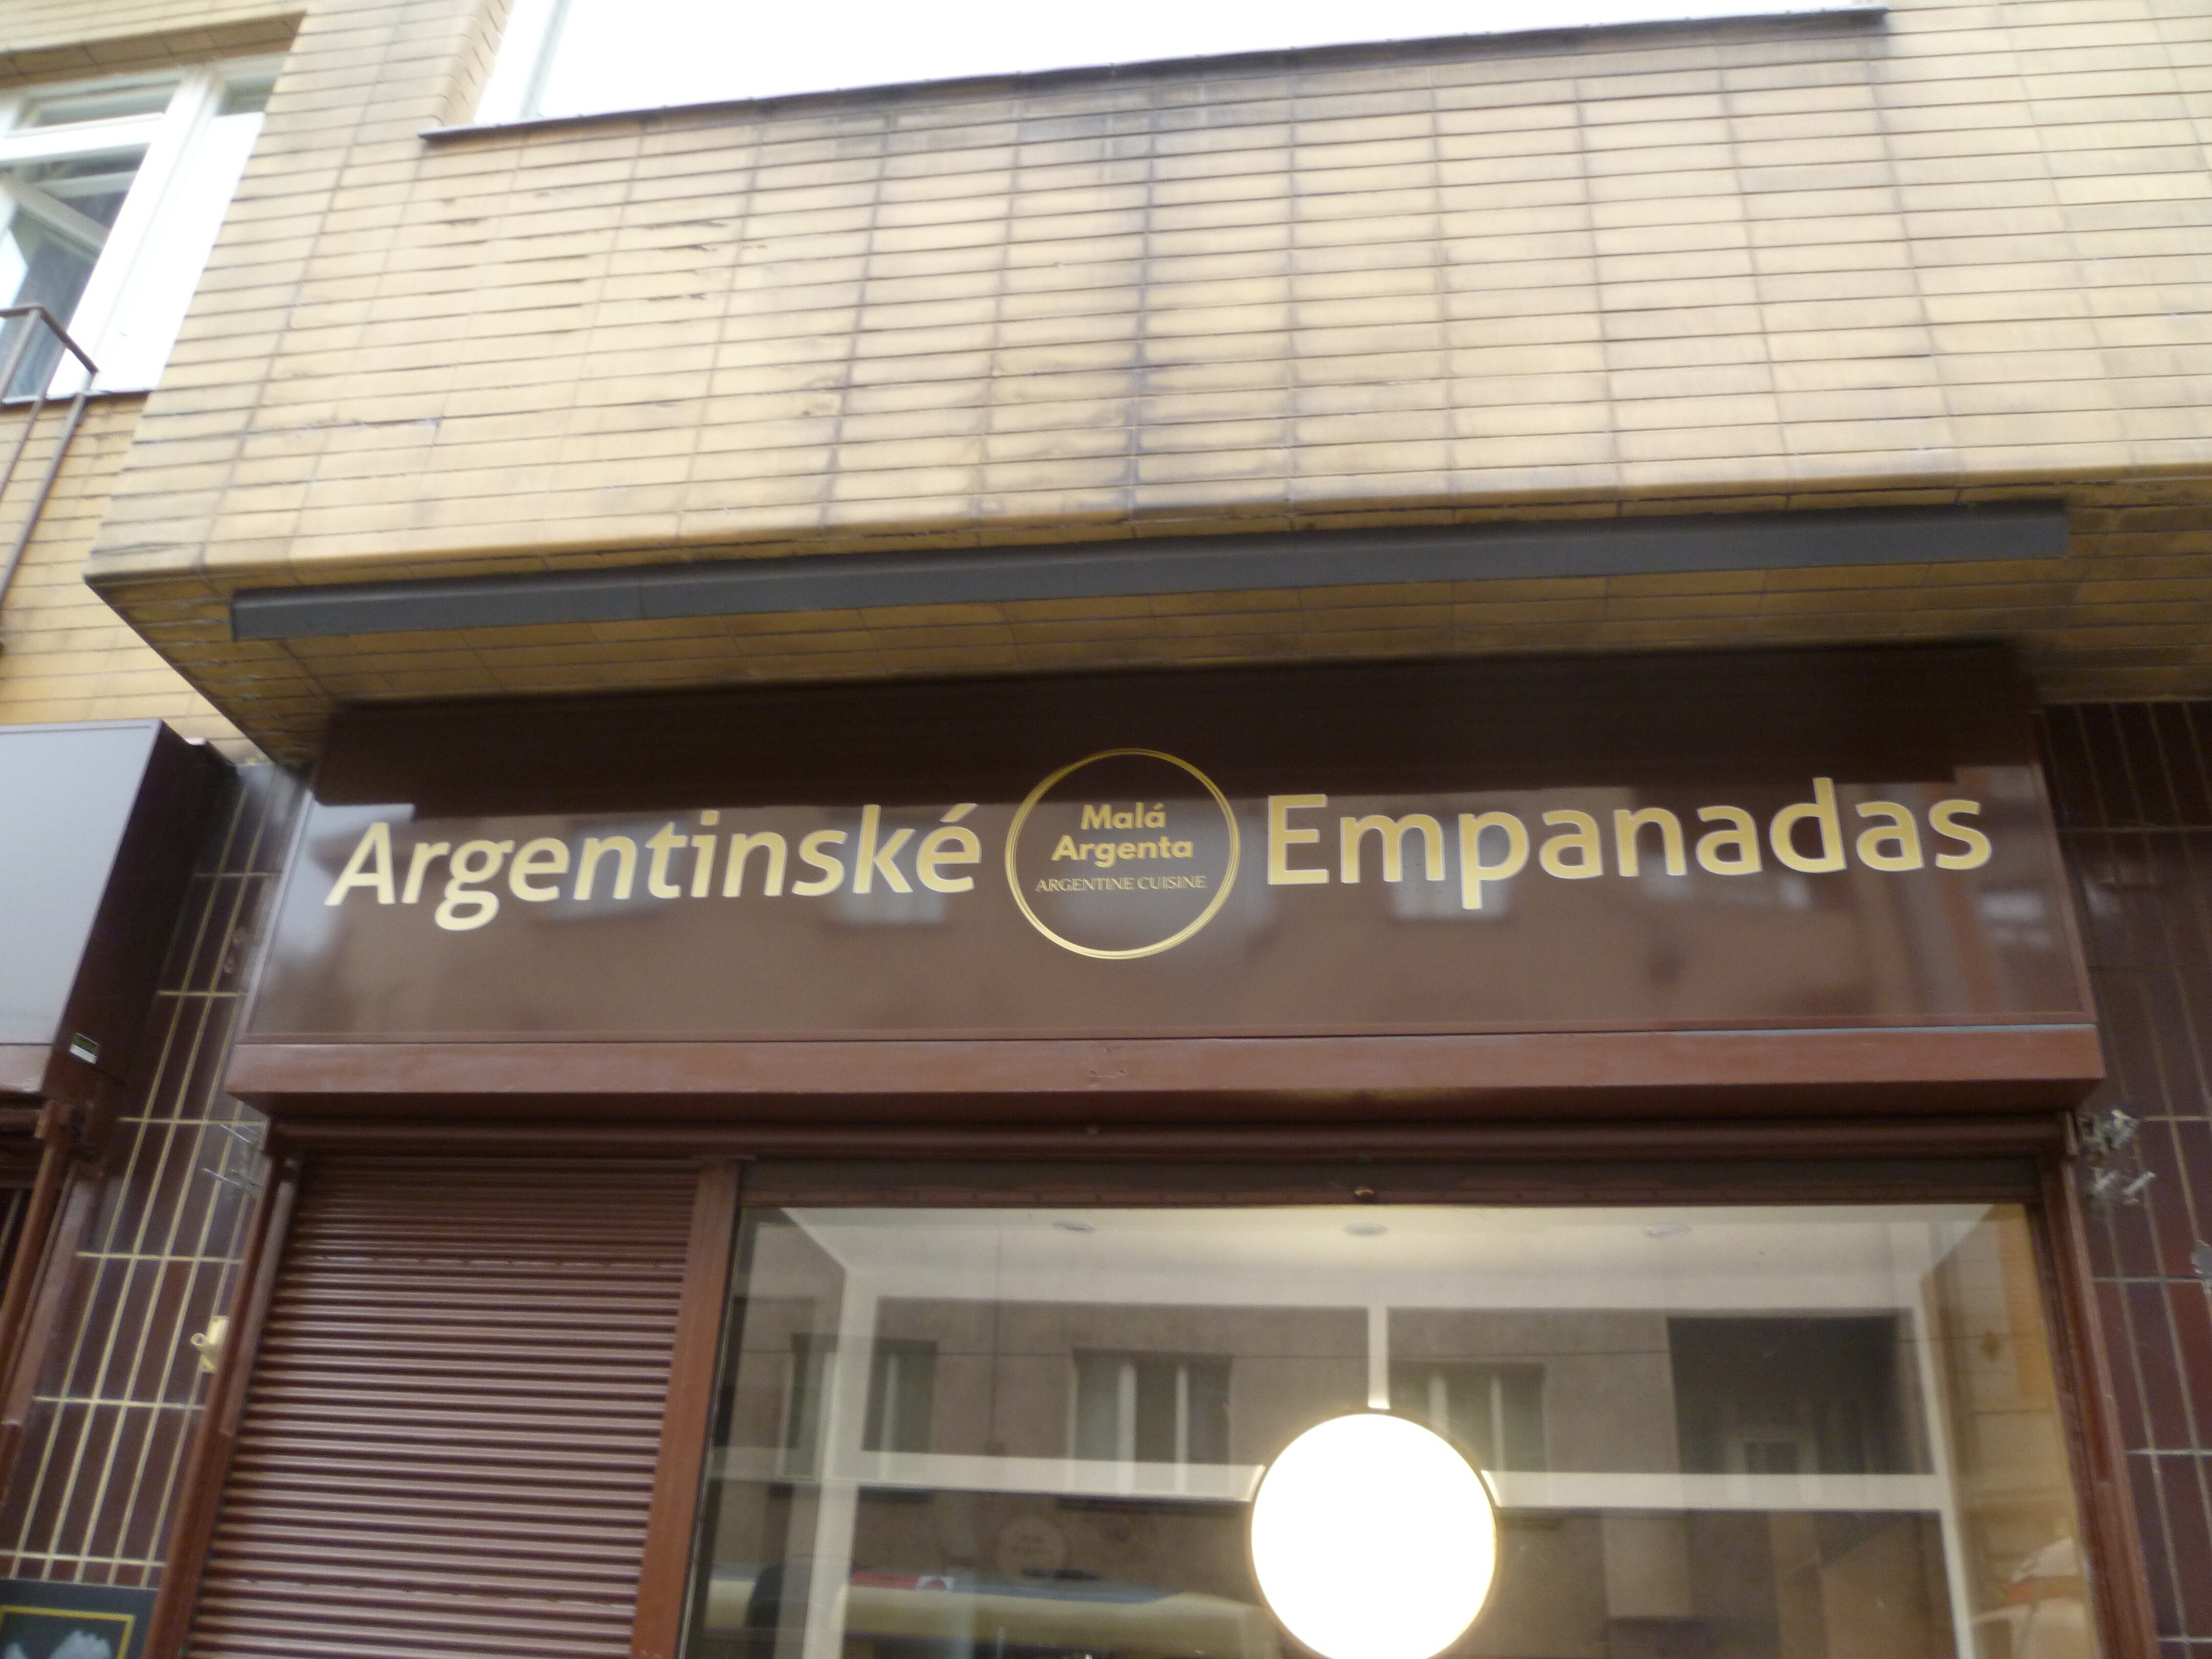 Argentinské
Malá
Argenta
ARGENTINE CUISINE
Empanadas